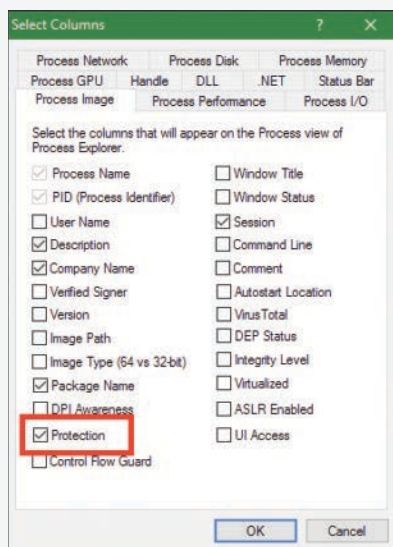 Select Columns
? X
Process Network Process Disk Process Memory
Process GPU Handle DLL .NET Status Bar
Process Image Process Performance Process I/O
Select the columns that will appear on the Process view of
Process Explorer.
Process Name
PID (Process Identifier)
User Name
Description
Company Name
Verified Signer
Version
Image Path
Image Type (64 vs 32-bit)
Package Name
DPI Awareness
Protection
Control Flow Guard
Window Title
Window Status
Session
Command Line
Comment
Autostart Location
VirusTotal
DEP Status
Integrity Level
Virtualized
ASLR Enabled
UI Access
OK Cancel